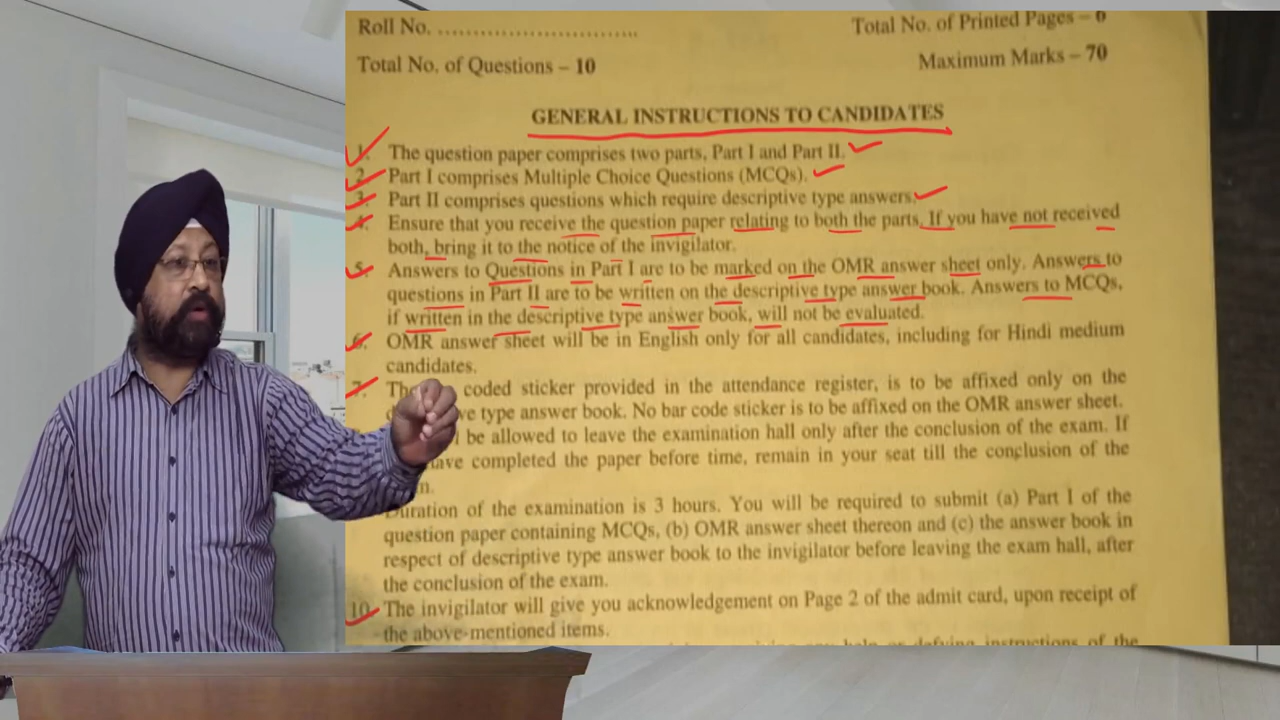 Roll No. ................................
Total No. of Printed Pages –
Total No. of Questions – 10
Maximum Marks – 70
GENERAL INSTRUCTIONS TO CANDIDATES
1. The question paper comprises two parts, Part I and Part II.
2. Part I comprises Multiple Choice Questions (MCQs).
3. Part II comprises questions which require descriptive type answers.
4. Ensure that you receive the question paper relating to both the parts. If you have not received
both, bring it to the notice of the invigilator.
5. Answers to Questions in Part I are to be marked on the OMR answer sheet only. Answers to
questions in Part II are to be written on the descriptive type answer book. Answers to MCQs,
if written in the descriptive type answer book, will not be evaluated.
6. OMR answer sheet will be in English only for all candidates, including for Hindi medium
candidates.
7. The coded sticker provided in the attendance register, is to be affixed only on the
type answer book. No bar code sticker is to be affixed on the OMR answer sheet.
be allowed to leave the examination hall only after the conclusion of the exam. If
have completed the paper before time, remain in your seat till the conclusion of the
Duration of the examination is 3 hours. You will be required to submit (a) Part I of the
question paper containing MCQs, (b) OMR answer sheet thereon and (c) the answer book in
respect of descriptive type answer book to the invigilator before leaving the exam hall, after
the conclusion of the exam.
10. The invigilator will give you acknowledgement on Page 2 of the admit card, upon receipt of
the above-mentioned items.
instructions of the